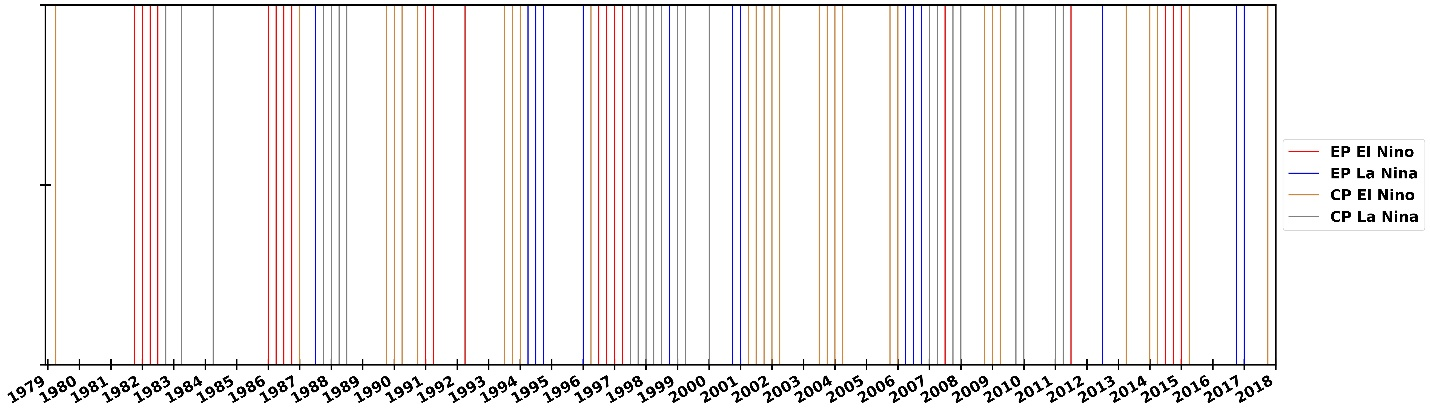 EP El Nino
EP La Nina
CP El Nino
CP La Nina
1979 1980 1981 1982 1983 1984 1985 1986 1987 1988 1989 1990 1991 1992 1993 1994 1995 1996 1997 1998 1999 2000 2001 2002 2003 2004 2005 2006 2007 2008 2009 2010 2011 2012 2013 2014 2015 2016 2017 2018